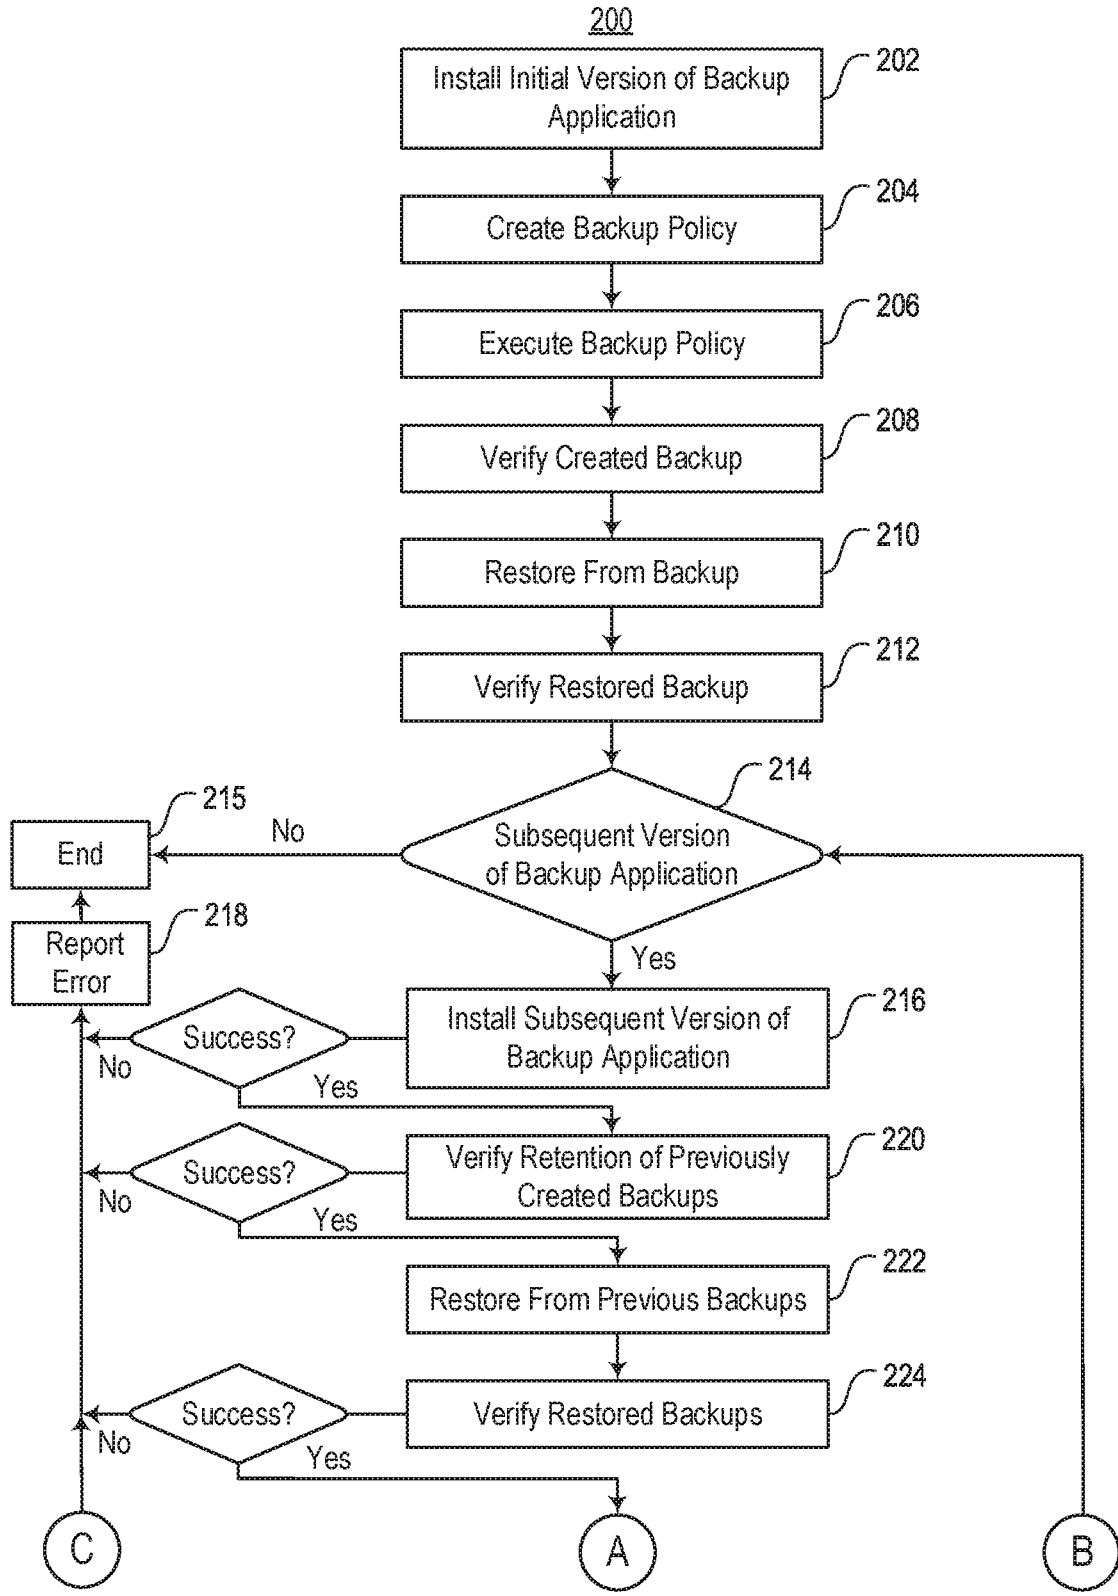 200
Install Initial Version of Backup
Application
202
Create Backup Policy
204
Execute Backup Policy
206
Verify Created Backup
208
Restore From Backup
210
Verify Restored Backup
212
214
Subsequent Version
of Backup Application
No
215
End
218
Report
Error
Yes
216
Install Subsequent Version of
Backup Application
Success?
No
Yes
220
Verify Retention of Previously
Created Backups
Success?
No
Yes
222
Restore From Previous Backups
224
Verify Restored Backups
Success?
No
Yes
C
A
B